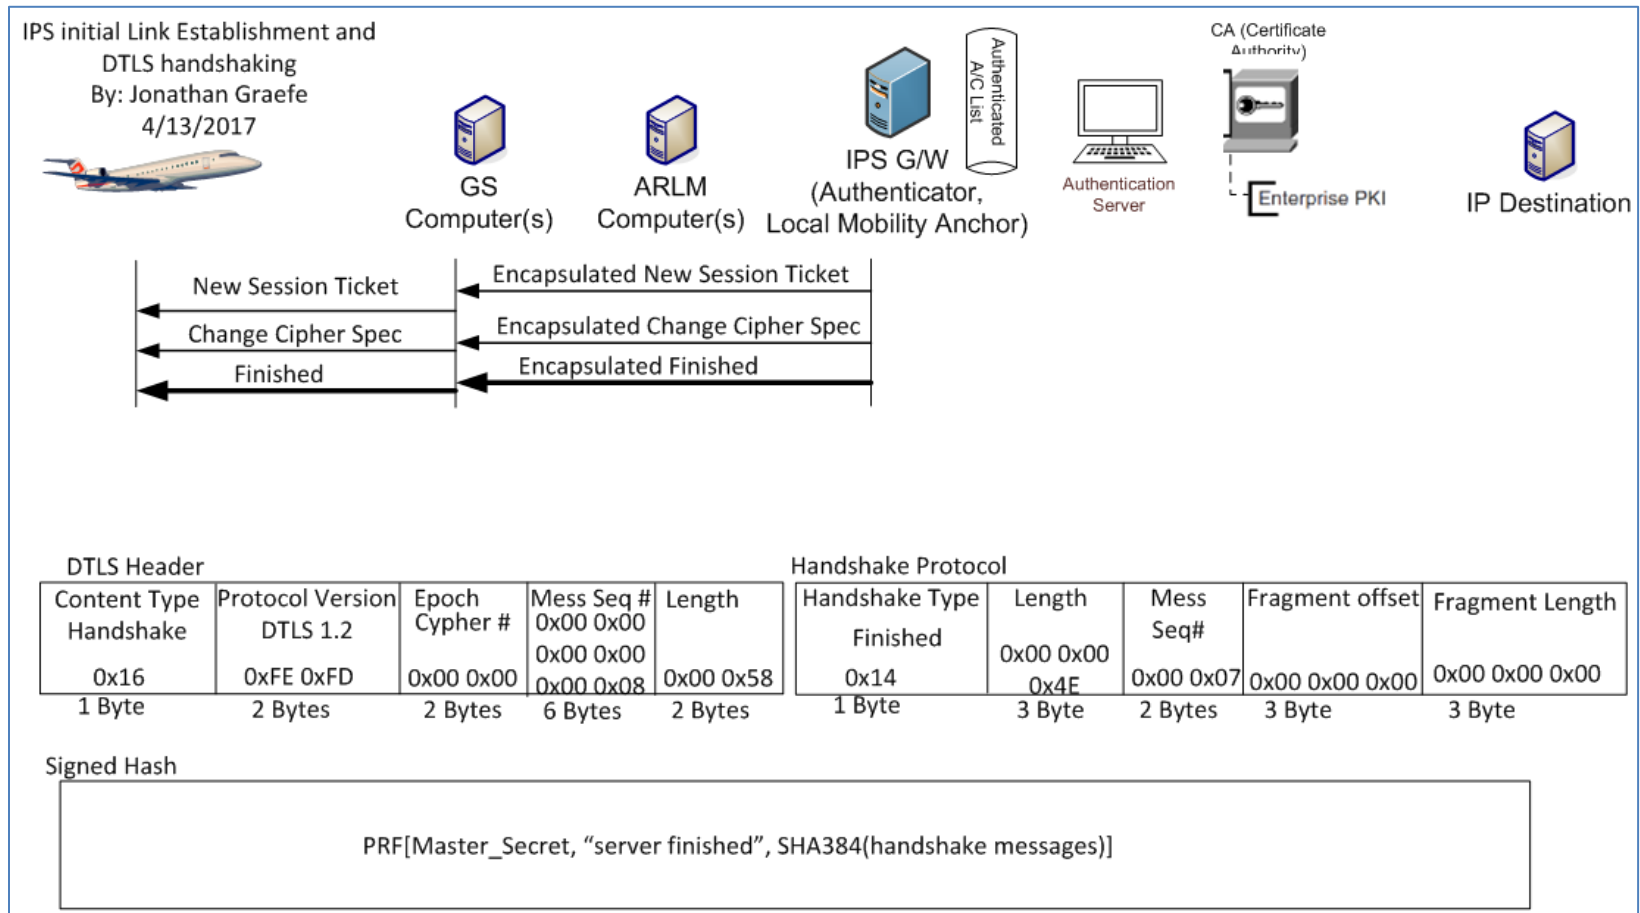 IPS initial Link Establishment and
DTLS handshaking
By: Jonathan Graefe
4/13/2017
GS
Computer(s)
ARLM
Computer(s)
IPS G/W
(Authenticator,
Local Mobility Anchor)
Authenticated
A/C List
Authentication
Server
CA (Certificate
Authority)
Enterprise PKI
IP Destination
New Session Ticket
Encapsulated New Session Ticket
Change Cipher Spec
Encapsulated Change Cipher Spec
Finished
Encapsulated Finished
DTLS Header
Content Type
Handshake
0x16
1 Byte
Protocol Version
DTLS 1.2
0xFE 0xFD
2 Bytes
Epoch
Cypher #
0x00 0x00
2 Bytes
Mess Seq #
0x00 0x00
0x00 0x00
0x00 0x08
6 Bytes
Length
0x00 0x58
2 Bytes
Handshake Protocol
Handshake Type
Finished
0x14
1 Byte
Length
0x00 0x00
0x4E
3 Byte
Mess
Seq#
0x00 0x07
2 Bytes
Fragment offset
0x00 0x00 0x00
3 Byte
Fragment Length
0x00 0x00 0x00
3 Byte
Signed Hash
PRF[Master_Secret, “server finished”, SHA384(handshake messages)]